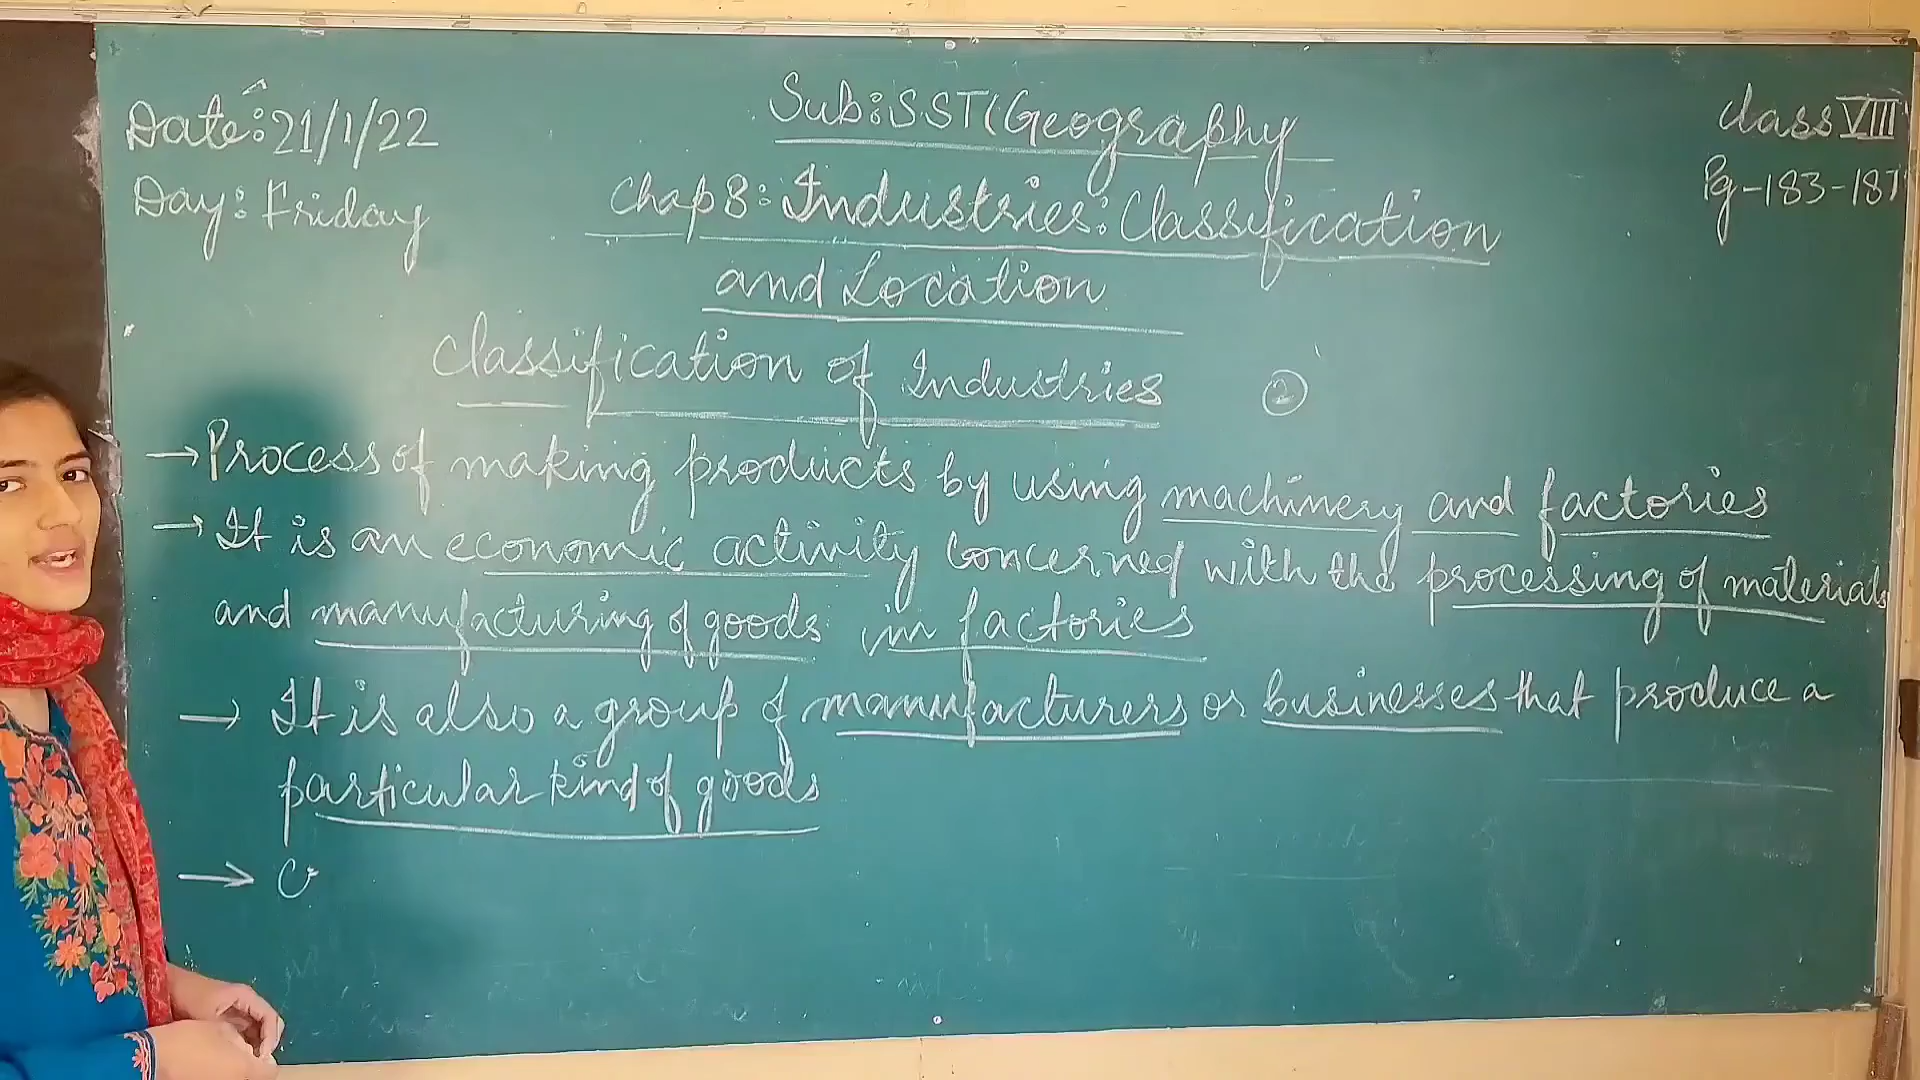 Date: 21/1/22
Day: Friday
Sub: SST (Geography
Class VIII
Pg-183-187
Chap 8: Industries: Classification
and Location
Classification of Industries 2
→ Process of making products by using machinery and factories
→ It is an economic activity concerned with the processing of materials
and manufacturing of goods in factories
→ It is also a group of manufacturers or businesses that produce a
particular kind of goods
→